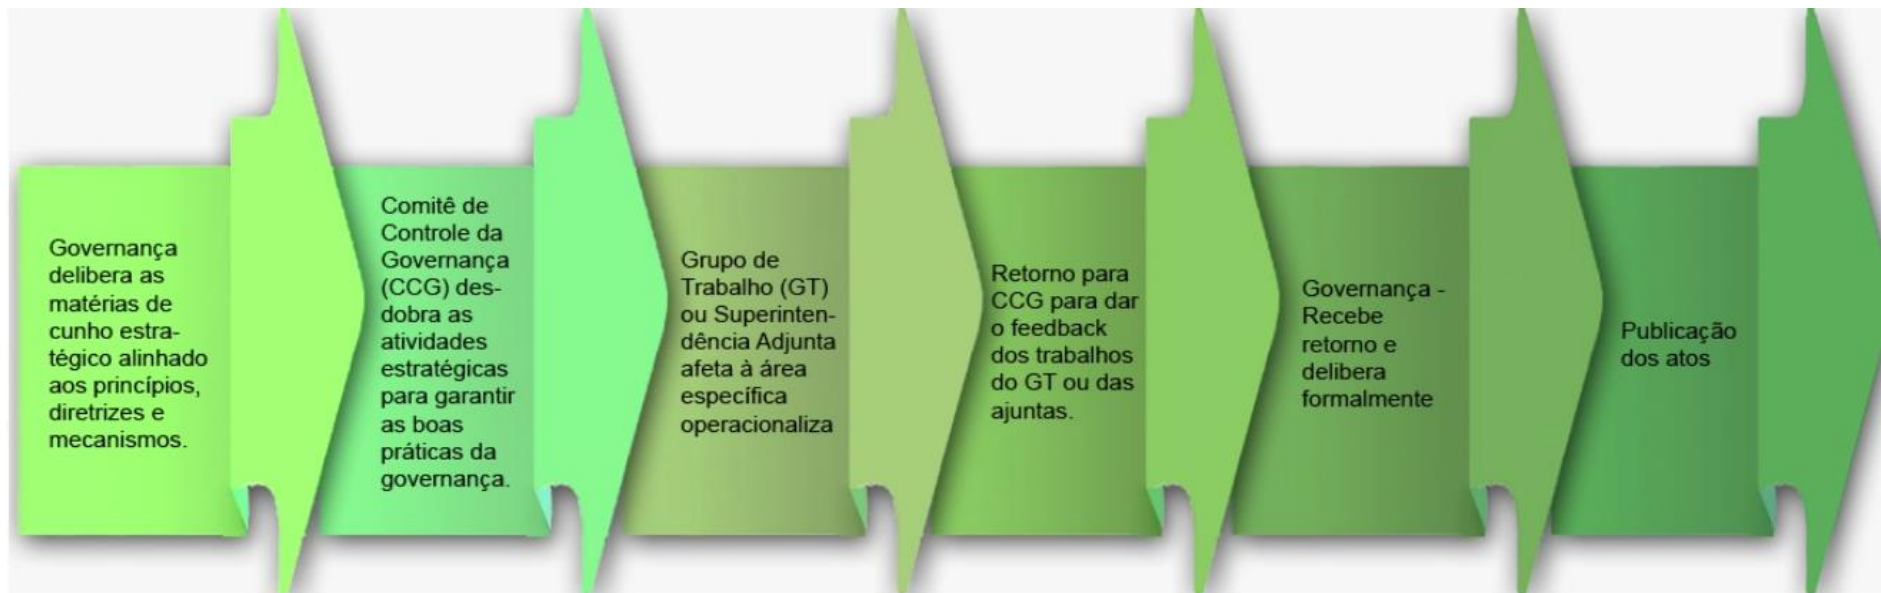 Governança
delibera as
matérias de
cunho estra-
tégico alinhado
aos princípios,
diretrizes e
mecanismos.
Comitê de
Controle da
Governança
(CCG) des-
dobra as
atividades
estratégicas
para garantir
as boas
práticas da
governança.
Grupo de
Trabalho (GT)
ou Superinten-
dência Adjunta
afeta à área
específica
operacionaliza
Retorno para
CCG para dar
o feedback
dos trabalhos
do GT ou das
ajuntas.
Governança -
Recebe
retorno e
delibera
formalmente
Publicação
dos atos